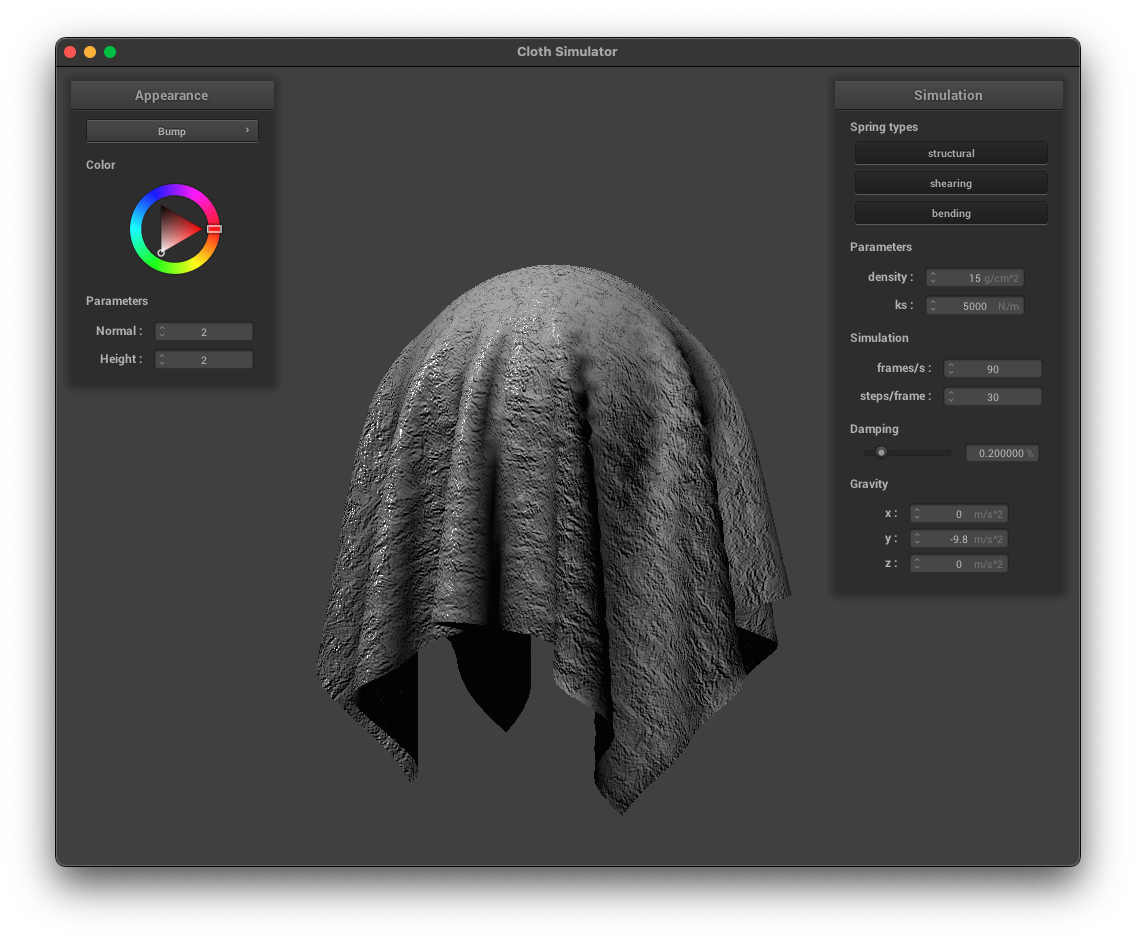 Cloth Simulator
Appearance
Bump
Color
Parameters
Normal : 2
Height : 2
Simulation
Spring types
structural
shearing
bending
Parameters
density : 15 g/cm^2
ks : 5000 N/m
Simulation
frames/s : 90
steps/frame : 30
Damping
0.200000 %
Gravity
x : 0 m/s^2
y : -9.8 m/s^2
z : 0 m/s^2